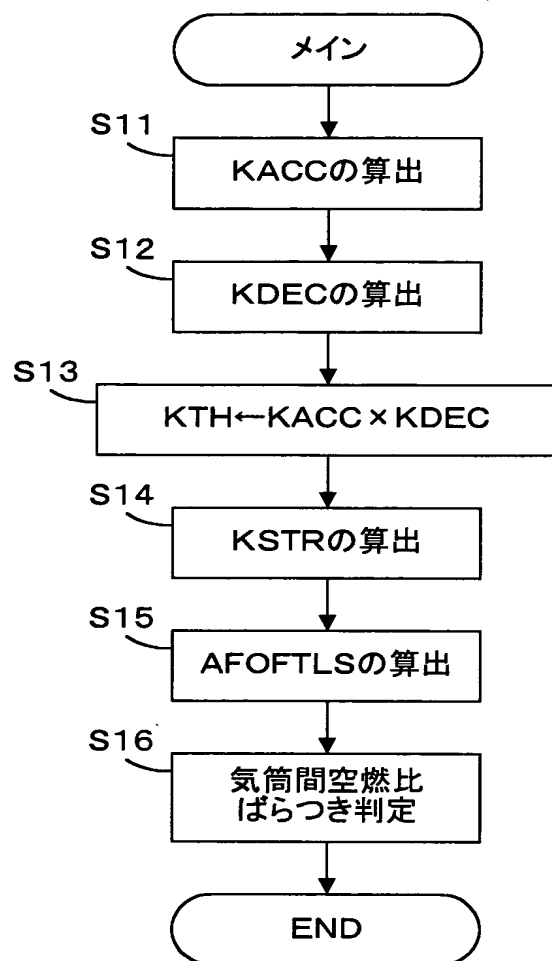 メイン
S11
KACCの算出
S12
KDECの算出
S13
KTH←KACC×KDEC
S14
KSTRの算出
S15
AFOFTLSの算出
S16
気筒間空燃比
ばらつき判定
END